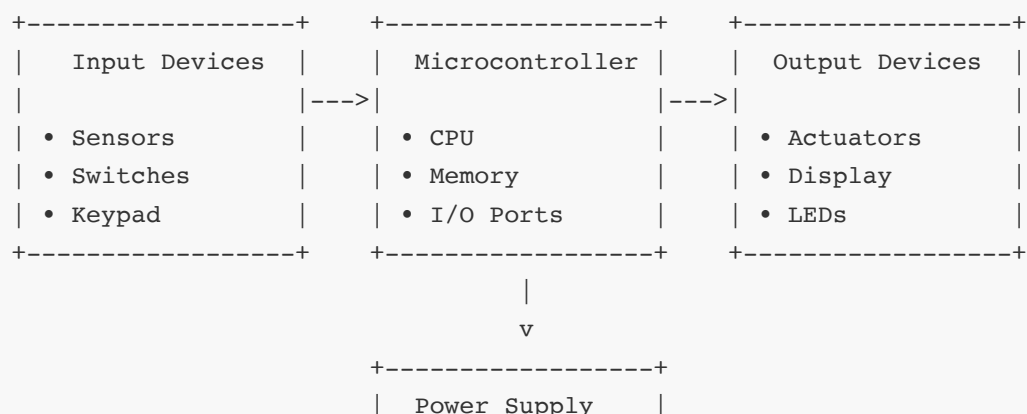 +------------------+    +------------------+    +------------------+
|   Input Devices  |    |  Microcontroller |    |  Output Devices  |
|                  |--->|                  |--->|                  |
| • Sensors        |    | • CPU            |    | • Actuators      |
| • Switches       |    | • Memory         |    | • Display        |
| • Keypad         |    | • I/O Ports      |    | • LEDs           |
+------------------+    +------------------+    +------------------+
                                  |
                                  v
                        +------------------+
                        |  Power Supply    |